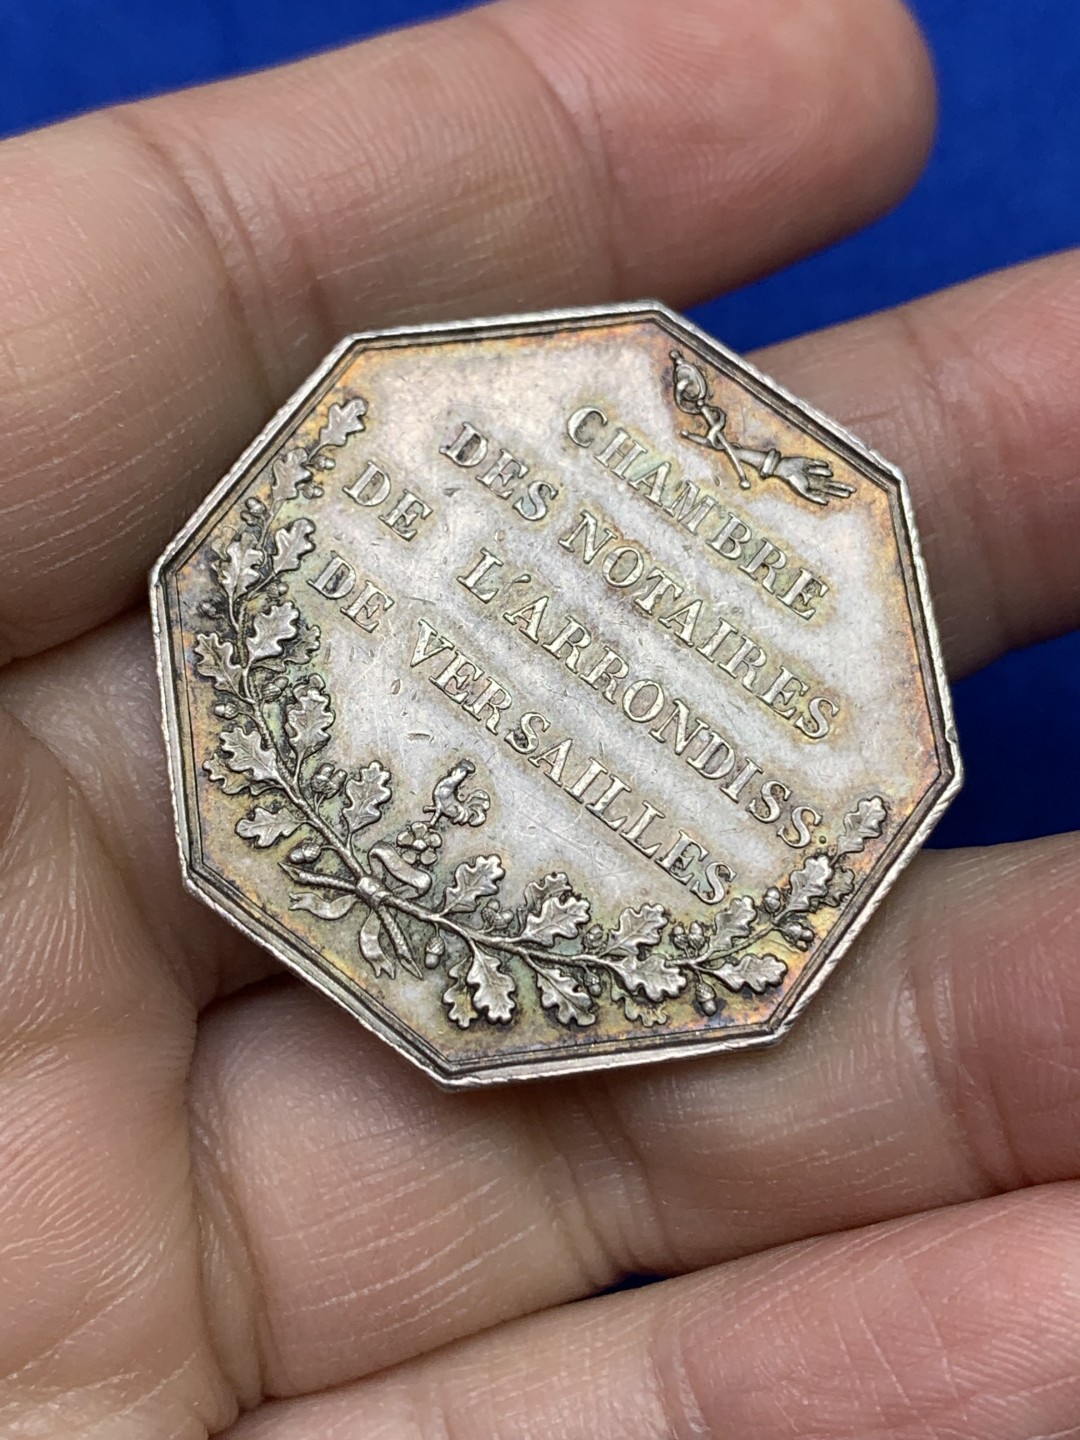 CHAMBRE
DES NOTAIRES
DE L'ARRONDISS.
DE VERSAILLES